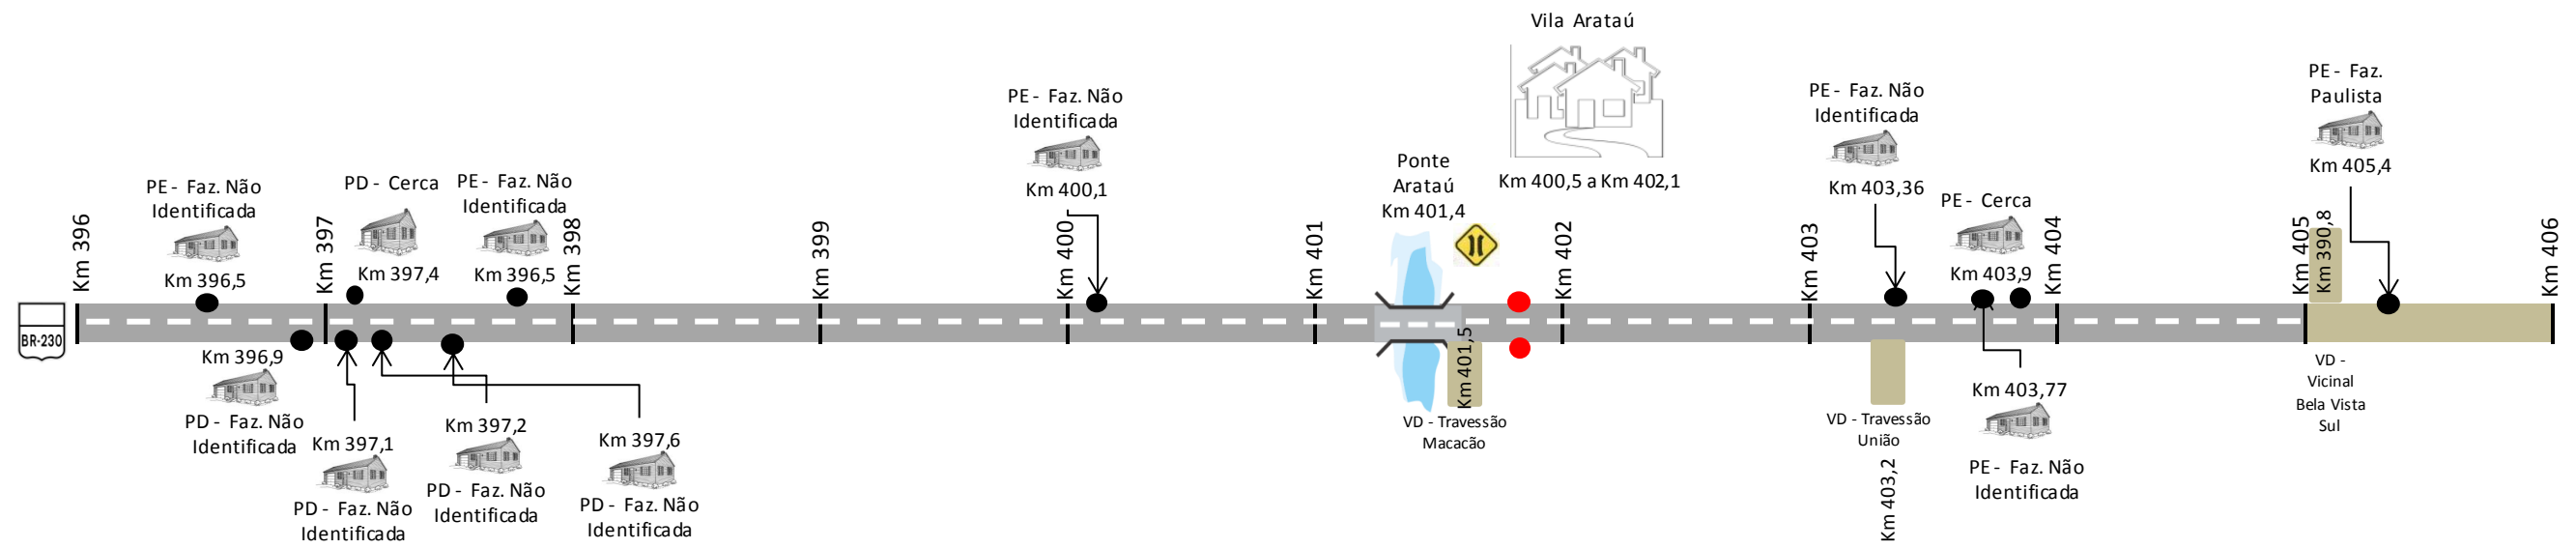 Vila Arataú
Km 400,5 a Km 402,1
PE - Faz.
Paulista
Km 405,4
PE - Faz. Não
Identificada
Km 400,1
PE - Faz. Não
Identificada
Km 403,36
Ponte
Arataú
Km 401,4
PE - Faz. Não
Identificada
Km 396,5
PD - Cerca
Km 397,4
PE - Faz. Não
Identificada
Km 396,5
PE - Cerca
Km 403,9
Km 396
Km 397
Km 398
Km 399
Km 400
Km 401
Km 402
Km 403
Km 404
Km 405
Km 390,8
Km 406
BR-230
Km 396,9
PD - Faz. Não
Identificada
Km 397,1
PD - Faz. Não
Identificada
Km 397,2
PD - Faz. Não
Identificada
Km 397,6
PD - Faz. Não
Identificada
Km 401,5
VD - Travessão
Macacão
VD - Travessão
União
Km 403,2
Km 403,77
PE - Faz. Não
Identificada
VD -
Vicinal
Bela Vista
Sul